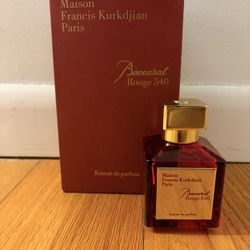 Maison
Francis Kurkdjian
Paris
Baccarat
Rouge 540
Extrait de parfum
Maison
Francis Kurkdjian
Paris
Baccarat
Rouge 540
Extrait de parfum